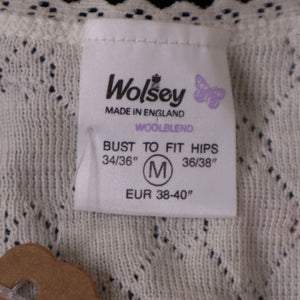 Wolsey
MADE IN ENGLAND
WOOLBLEND
BUST TO FIT HIPS
34/36" M 36/38"
EUR 38-40"